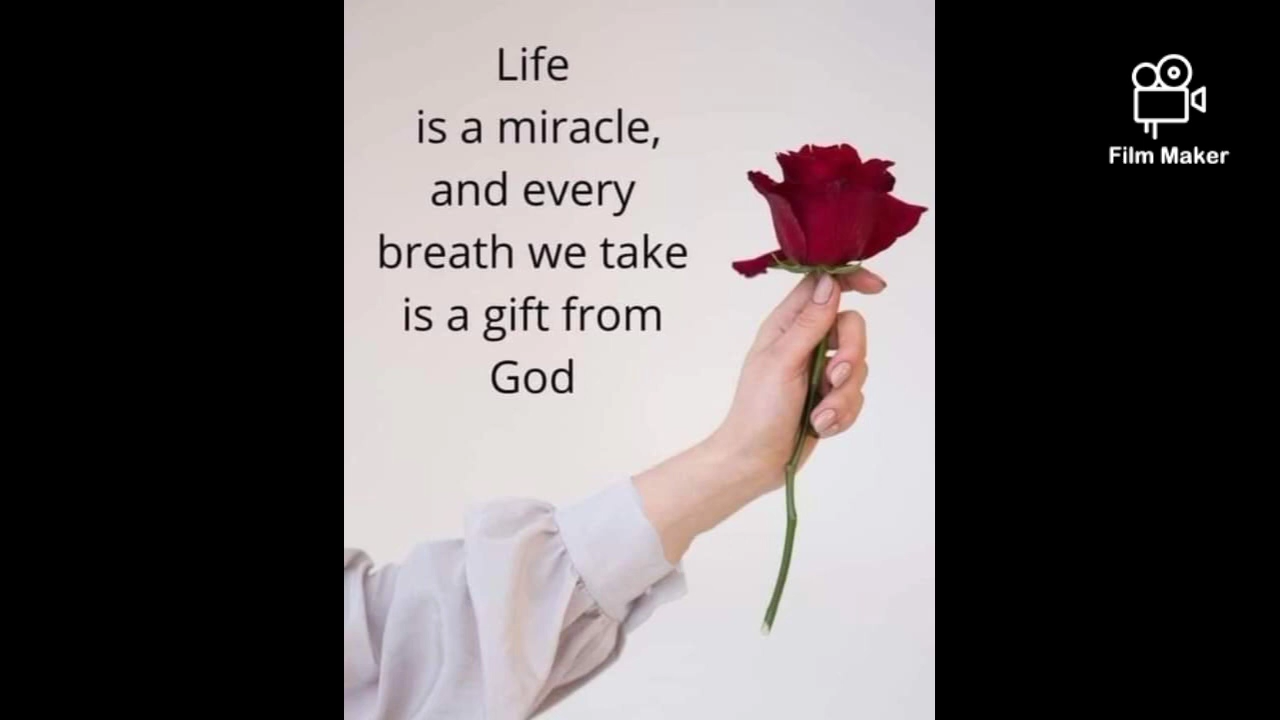 Life
is a miracle,
and every
breath we take
is a gift from
God
Film Maker